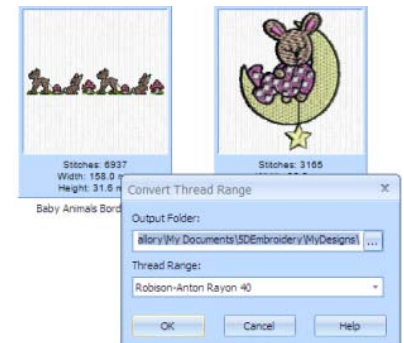 Stitches: 6937
Stitches: 3165
Width: 158.0
Height: 31.6
Baby Animals Bord
Convert Thread Range
x
Output Folder:
allory\My Documents\5DEmbroidery\MyDesigns\
...
Thread Range:
Robison-Anton Rayon 40
OK
Cancel
Help